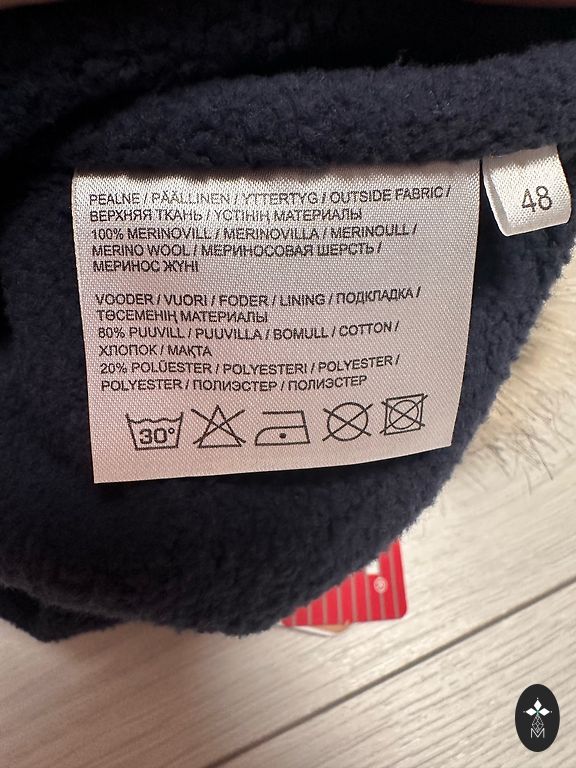 PEALNE / PÄÄLLINEN / YTTERTYG / OUTSIDE FABRIC /
ВЕРХНЯЯ ТКАНЬ / ҮСТІНІҢ МАТЕРИАЛЫ
100% MERINOVILL / MERINOVILLA / MERINOULL /
MERINO WOOL / МЕРИНОСОВАЯ ШЕРСТЬ /
МЕРИНОС ЖҮНІ
VOODER / VUORI / FODER / LINING / ПОДКЛАДКА /
ТӨСЕМЕНІҢ МАТЕРИАЛЫ
80% PUUVILL / PUUVILLA / BOMULL / COTTON /
ХЛОПОК / МАҚТА
20% POLÜESTER / POLYESTERI / POLYESTER /
POLYESTER / ПОЛИЭСТЕР / ПОЛИЭСТЕР
30°
48
®